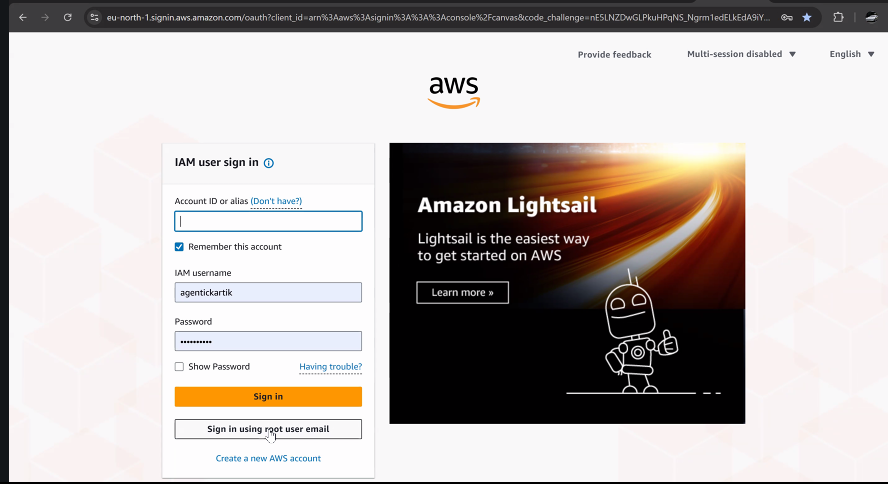 eu-north-1.signin.aws.amazon.com/oauth?client_id=arn%3Aaws%3Asignin%3A%3A%3Aconsole%2Fcanvas&code_challenge=nE5LNZDwGLPkuHPqNS_Ngrm1edELkEdA9iY...
Provide feedback Multi-session disabled English
aws
IAM user sign in
Account ID or alias (Don't have?)
Remember this account
IAM username
agentickartik
Password
Show Password Having trouble?
Sign in
Sign in using root user email
Create a new AWS account
Amazon Lightsail
Lightsail is the easiest way
to get started on AWS
Learn more »